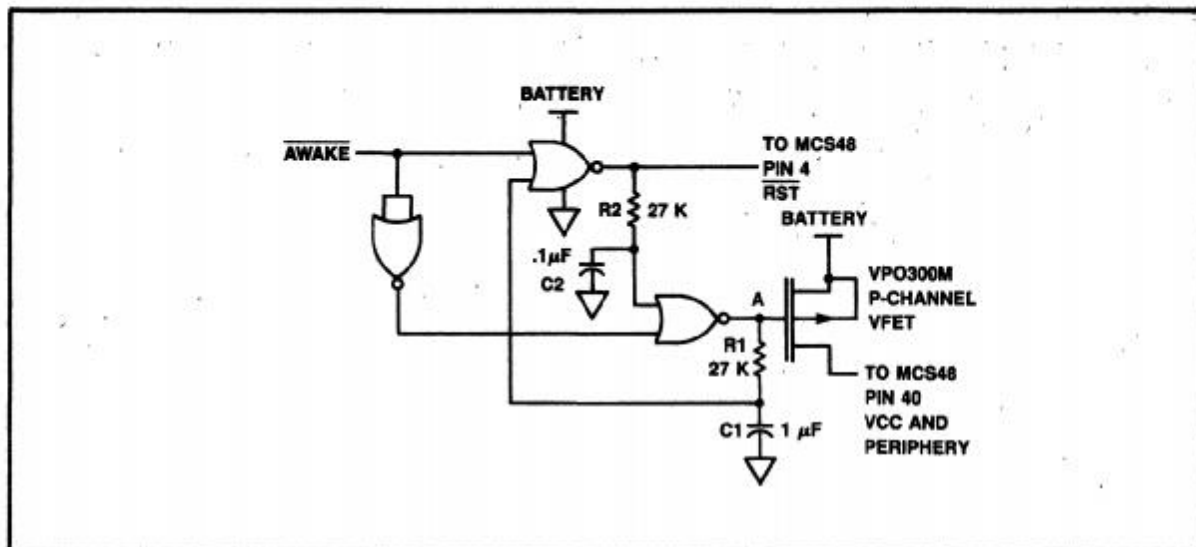 BATTERY
AWAKE
TO MCS48
PIN 4
RST
R2
27 K
BATTERY
.1μF
C2
VPO300M
P-CHANNEL
VFET
A
R1
27 K
TO MCS48
PIN 40
VCC AND
PERIPHERY
C1
1 μF